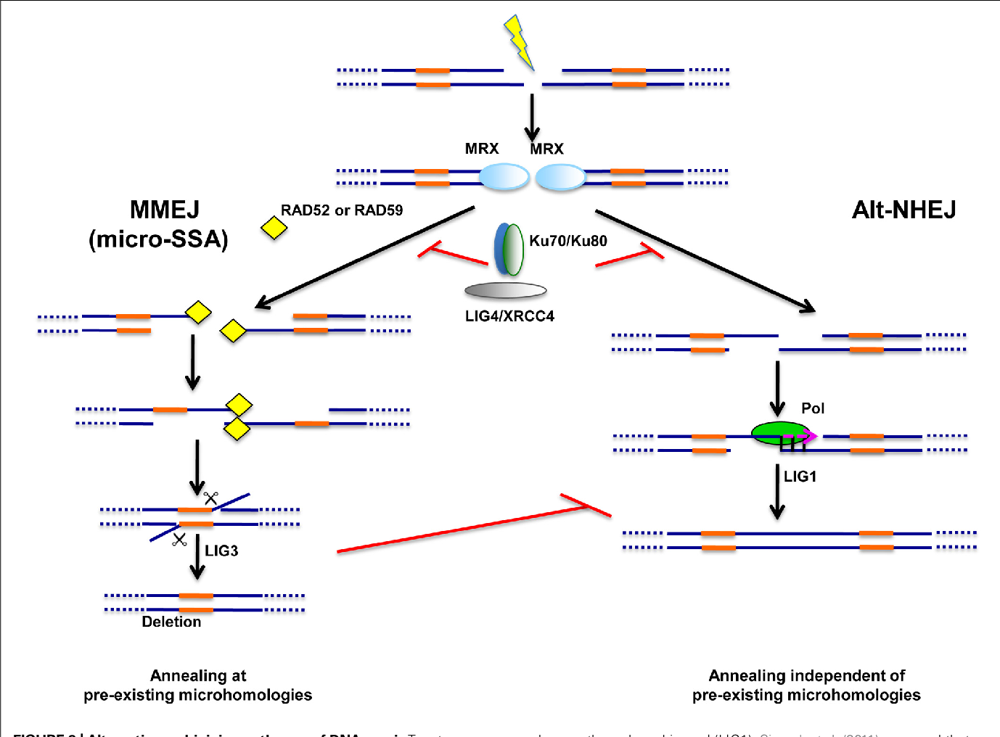 MRX MRX
MMEJ
(micro-SSA)
RAD52 or RAD59
Alt-NHEJ
Ku70/Ku80
LIG4/XRCC4
Pol
LIG1
LIG3
Deletion
Annealing at
pre-existing microhomologies
Annealing independent of
pre-existing microhomologies